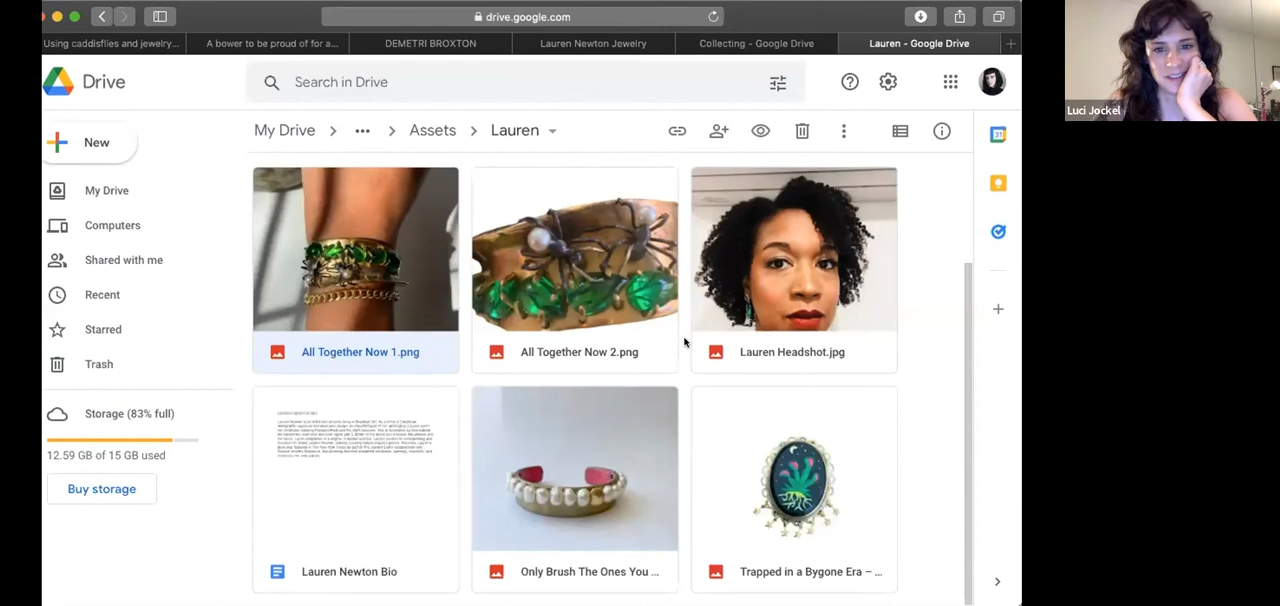 drive.google.com
Using caddisflies and jewelry...
A bower to be proud of for a...
DEMETRI BROXTON
Lauren Newton Jewelry
Collecting - Google Drive
Lauren - Google Drive
Drive
Search in Drive
New
My Drive
Computers
Shared with me
Recent
Starred
Trash
Storage (83% full)
12.59 GB of 15 GB used
Buy storage
My Drive > ... > Assets > Lauren
All Together Now 1.png
All Together Now 2.png
Lauren Headshot.jpg
Lauren Newton Bio
Only Brush The Ones You ...
Trapped in a Bygone Era – ...
31
Luci Jockel